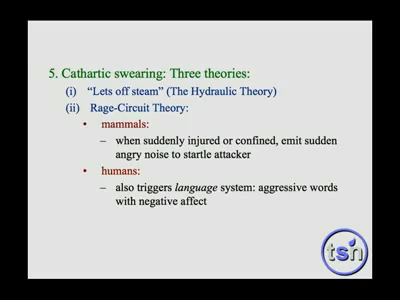 5. Cathartic swearing: Three theories:
(i) “Lets off steam” (The Hydraulic Theory)
(ii) Rage-Circuit Theory:
• mammals:
– when suddenly injured or confined, emit sudden
angry noise to startle attacker
• humans:
– also triggers language system: aggressive words
with negative affect
tsn